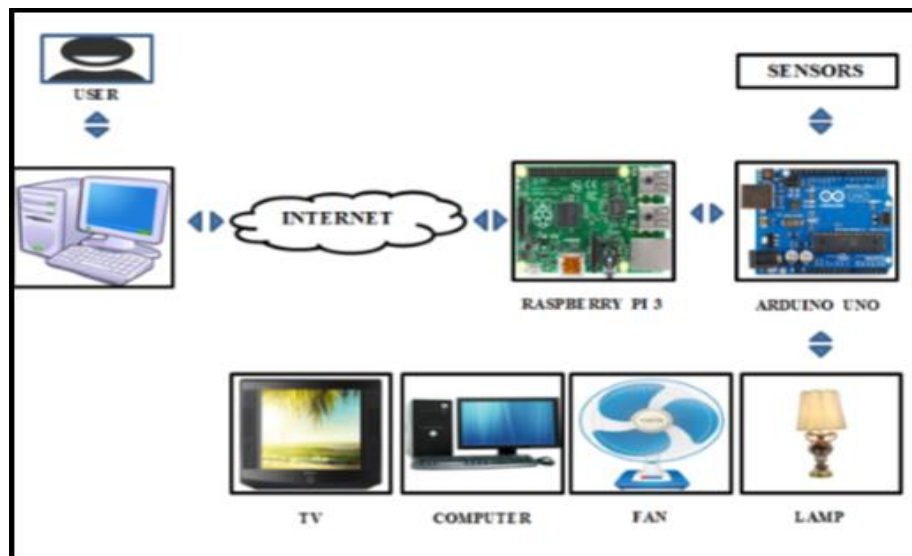 USER
SENSORS
INTERNET
RASPBERRY PI 3
ARDUINO UNO
TV
COMPUTER
FAN
LAMP